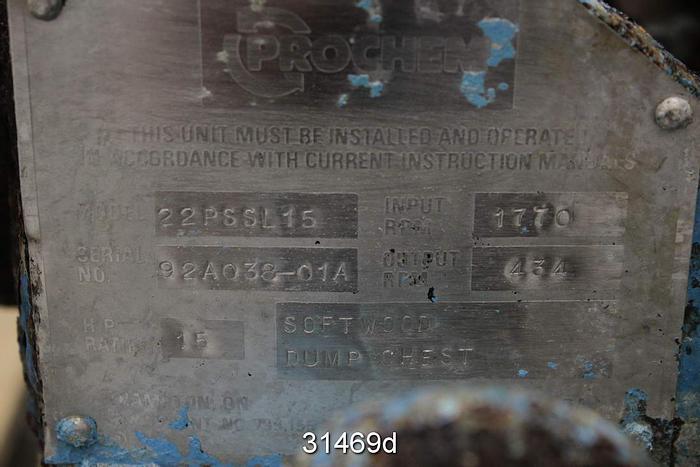 PROCHEM
THIS UNIT MUST BE INSTALLED AND OPERATED
IN ACCORDANCE WITH CURRENT INSTRUCTION MANUALS
MODEL 22PSSL15 INPUT RPM 1770
SERIAL NO. 92A038-01A OUTPUT RPM 434
H.P. RATING 15 SOFTWOOD
DUMP CHEST
31469d